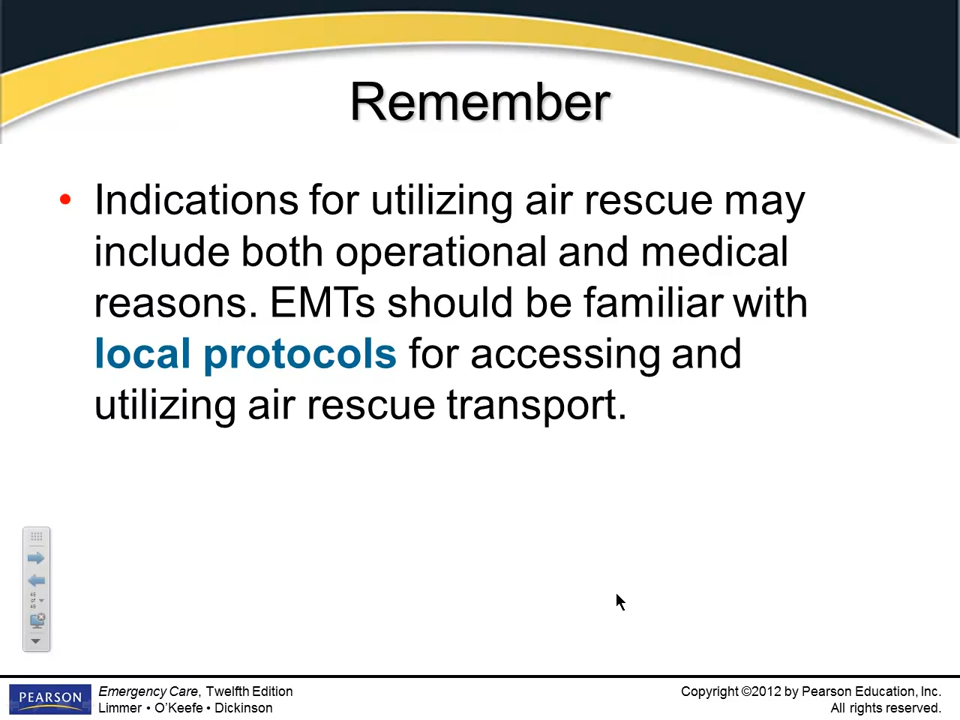 Remember
• Indications for utilizing air rescue may
include both operational and medical
reasons. EMTs should be familiar with
local protocols for accessing and
utilizing air rescue transport.
PEARSON
Emergency Care, Twelfth Edition
Limmer • O'Keefe • Dickinson
Copyright ©2012 by Pearson Education, Inc.
All rights reserved.